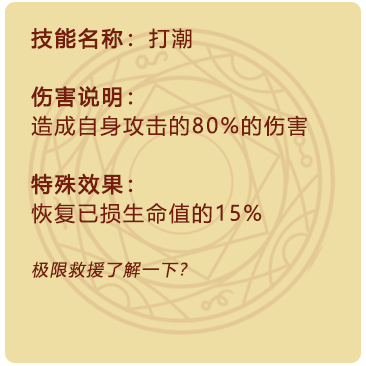 技能名称：打潮
伤害说明：
造成自身攻击的80%的伤害
特殊效果：
恢复已损生命值的15%
极限救援了解一下？